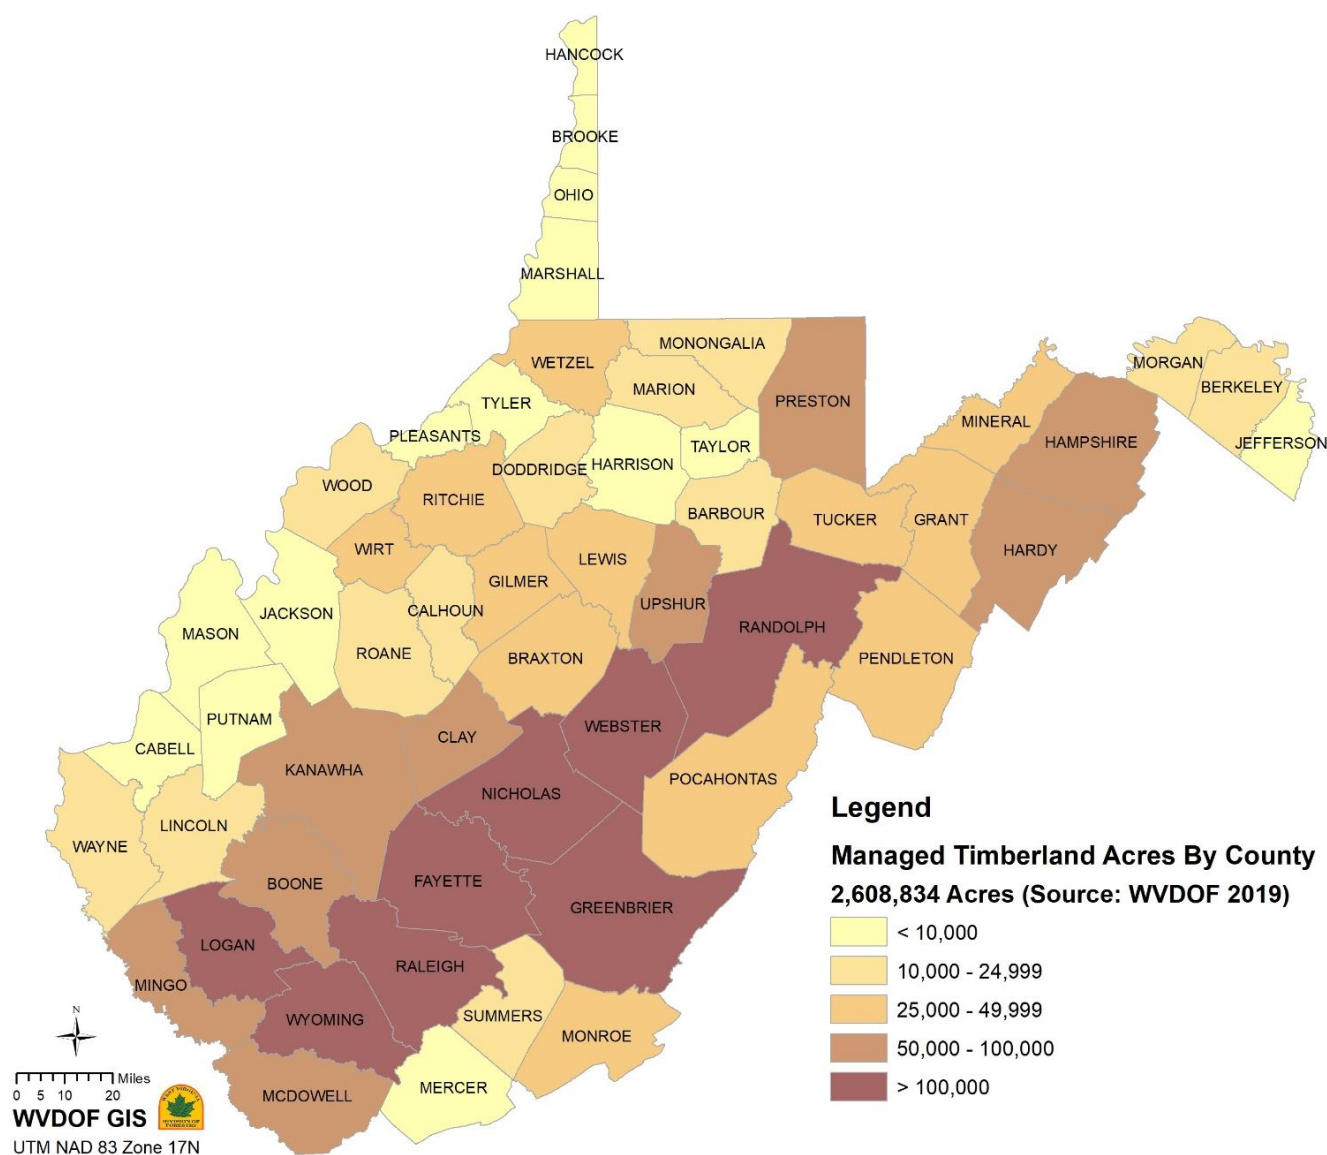 HANCOCK
BROOKE
OHIO
MARSHALL
WETZEL
MONONGALIA
MARION
PRESTON
TYLER
PLEASANTS
DODDRIDGE
HARRISON
TAYLOR
MORGAN
BERKELEY
JEFFERSON
MINERAL
HAMPSHIRE
WOOD
RITCHIE
BARBOUR
TUCKER
GRANT
HARDY
WIRT
LEWIS
GILMER
CALHOUN
UPSHUR
RANDOLPH
JACKSON
MASON
ROANE
BRAXTON
PENDLETON
PUTNAM
CABELL
CLAY
WEBSTER
KANAWHA
NICHOLAS
POCAHONTAS
LINCOLN
WAYNE
BOONE
FAYETTE
GREENBRIER
LOGAN
RALEIGH
MINGO
WYOMING
SUMMERS
MONROE
MCDOWELL
MERCER
Legend
Managed Timberland Acres By County
2,608,834 Acres (Source: WVDOF 2019)
< 10,000
10,000 - 24,999
25,000 - 49,999
50,000 - 100,000
> 100,000
N
Miles
0 5 10 20
WVDOF GIS
UTM NAD 83 Zone 17N